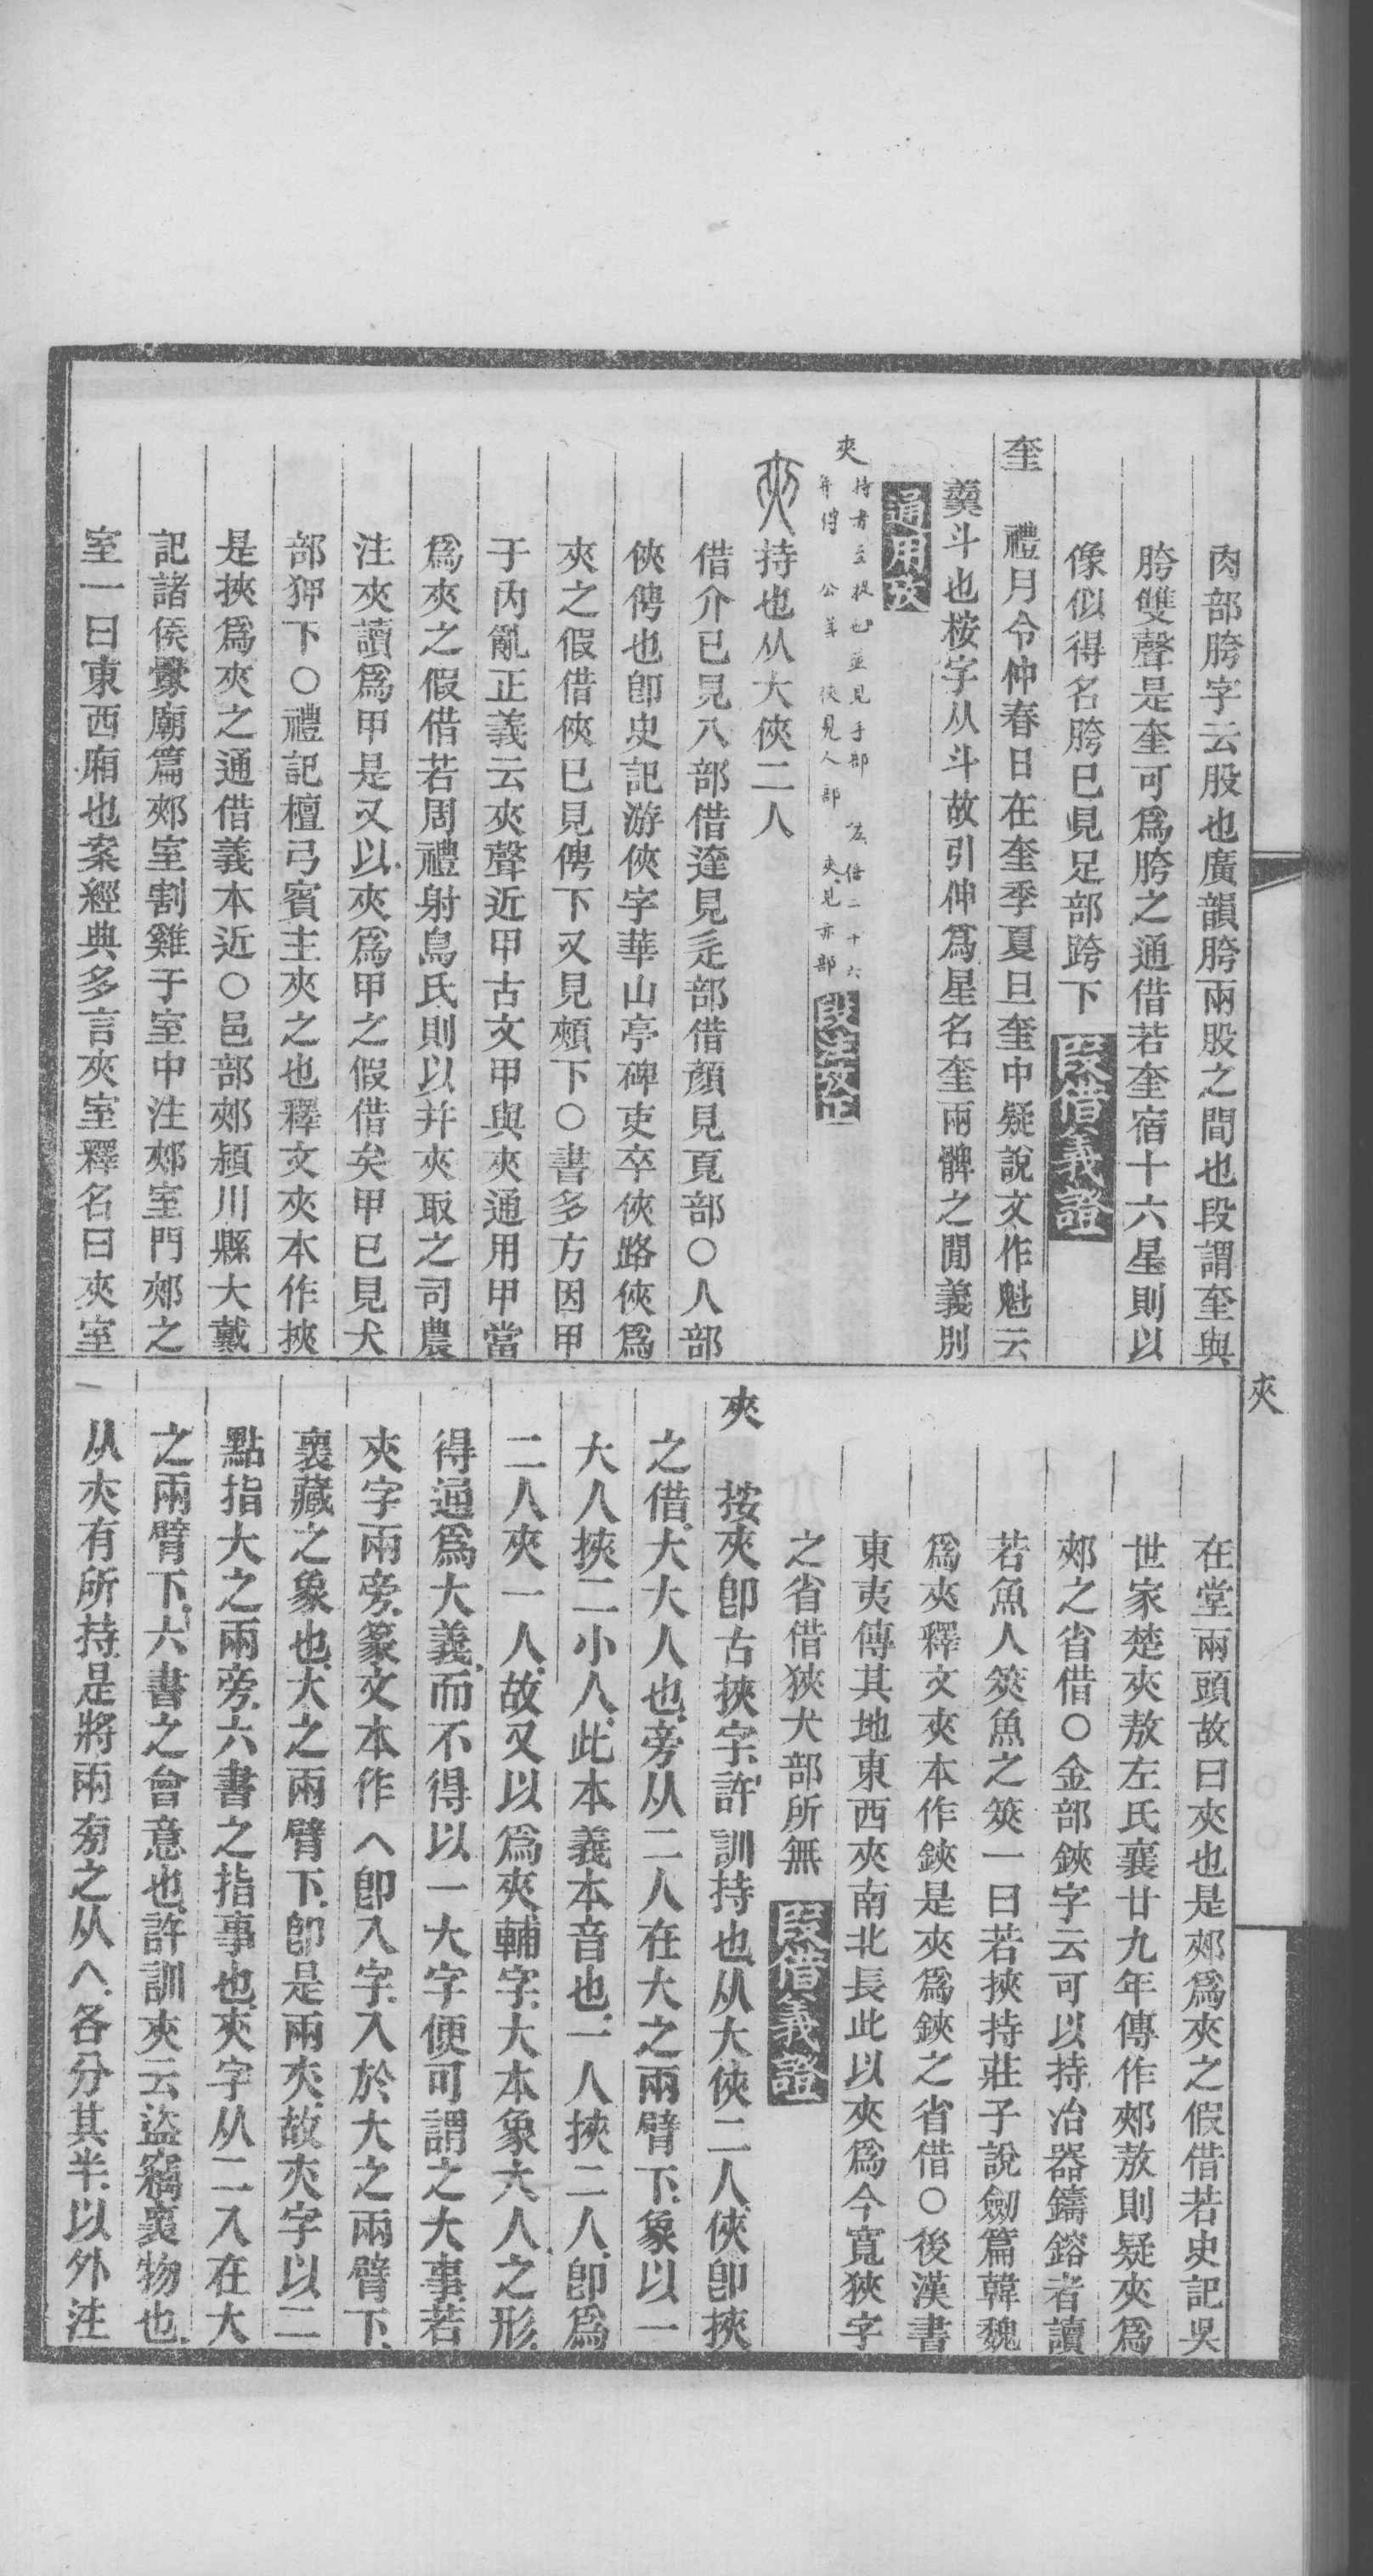 肉部胯字云股也廣韻胯兩股之間也段謂奎與
胯雙聲是奎可爲胯之通借若奎宿十六星則以
像似得名胯已見足部跨下 段借義證
奎 禮月令仲春日在奎季夏旦奎中疑說文作魁云
羹斗也桉字从斗故引伸爲星名奎兩髀之閒義別
通用攷
夾 持者主投也並見手部 左僖二十六
年傳 公羊 俠見人部 夾見亦部 段注攷正
夾 持也从大俠二人
借介已見八部借逹見辵部借顏見頁部○人部
俠俜也卽史記游俠字華山亭碑吏卒俠路俠爲
夾之假借俠已見俜下又見頰下○書多方因甲
于內亂正義云夾聲近甲古文甲與夾通用甲當
爲夾之假借若周禮射鳥氏則以并夾取之司農
注夾讀爲甲是又以夾爲甲之假借矣甲已見犬
部狎下○禮記檀弓賓主夾之也釋文夾本作挾
是挾爲夾之通借義本近○邑部郟潁川縣大戴
記諸侯釁廟篇郟室割雞于室中注郟室門郟之
室一曰東西廂也案經典多言夾室釋名曰夾室
夾
在堂兩頭故曰夾也是郟爲夾之假借若史記吳
世家楚夾敖左氏襄廿九年傳作郟敖則疑夾爲
郟之省借○金部鋏字云可以持冶器鑄鎔者讀
若魚人筴魚之筴一曰若挾持莊子說劒篇韓魏
爲夾釋文夾本作鋏是夾爲鋏之省借○後漢書
東夷傳其地東西夾南北長此以夾爲今寬狹字
之省借狹犬部所無 段借義證
夾 按夾卽古挾字許訓持也从大俠二人俠卽挾
之借大大人也旁从二人在大之兩臂下象以一
大人挾二小人此本義本音也一人挾二人卽爲
二人夾一人故又以爲夾輔字大本象大人之形
得通爲大義而不得以一大字便可謂之大事若
夾字兩旁篆文本作入卽入字入於大之兩臂下
裹藏之象也大之兩臂下卽是兩夾故夾字以二
點指大之兩旁六書之指事也夾字从二入在大
之兩臂下六書之會意也許訓夾云盜竊裹物也
从夾有所持是將兩旁之从入各分其半以外注